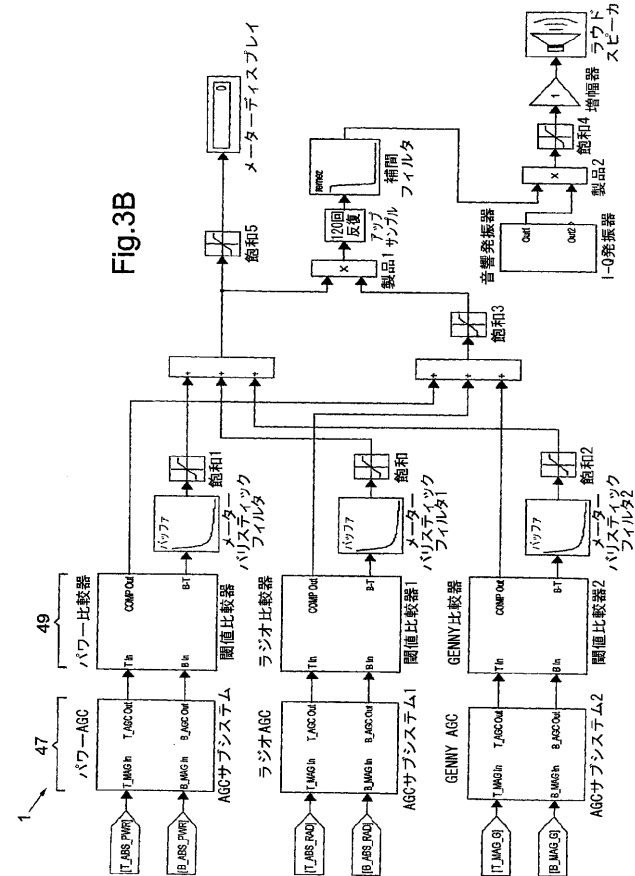 Fig.3B
1
47
49
パワーAGC
パワー比較器
[T_ABS_PWR]
[B_ABS_PWR]
T_MAG In
T_AGC Out
B_MAG In
B_AGC Out
AGCサブシステム
T In
COMP Out
B In
B-T
閾値比較器
バッファ
メーター
バリスティック
フィルタ
飽和1
ラジオAGC
ラジオ比較器
[T_ABS_RAD]
[B_ABS_RAD]
T_MAG In
T_AGC Out
B_MAG In
B_AGC Out
AGCサブシステム1
T In
COMP Out
B In
B-T
閾値比較器1
バッファ
メーター
バリスティック
フィルタ1
飽和
GENNY AGC
GENNY比較器
[T_MAG_G]
[B_MAG_G]
T_MAG In
T_AGC Out
B_MAG In
B_AGC Out
AGCサブシステム2
T In
COMP Out
B In
B-T
閾値比較器2
バッファ
メーター
バリスティック
フィルタ2
飽和2
+
+
+
+
+
+
飽和5
0
メーターディスプレイ
飽和3
x
製品1
120回
反復
アップ
サンプル
remez
補間
フィルタ
音響発振器
Out1
Out2
I-Q発振器
x
製品2
飽和4
1
増幅器
ラウド
スピーカ